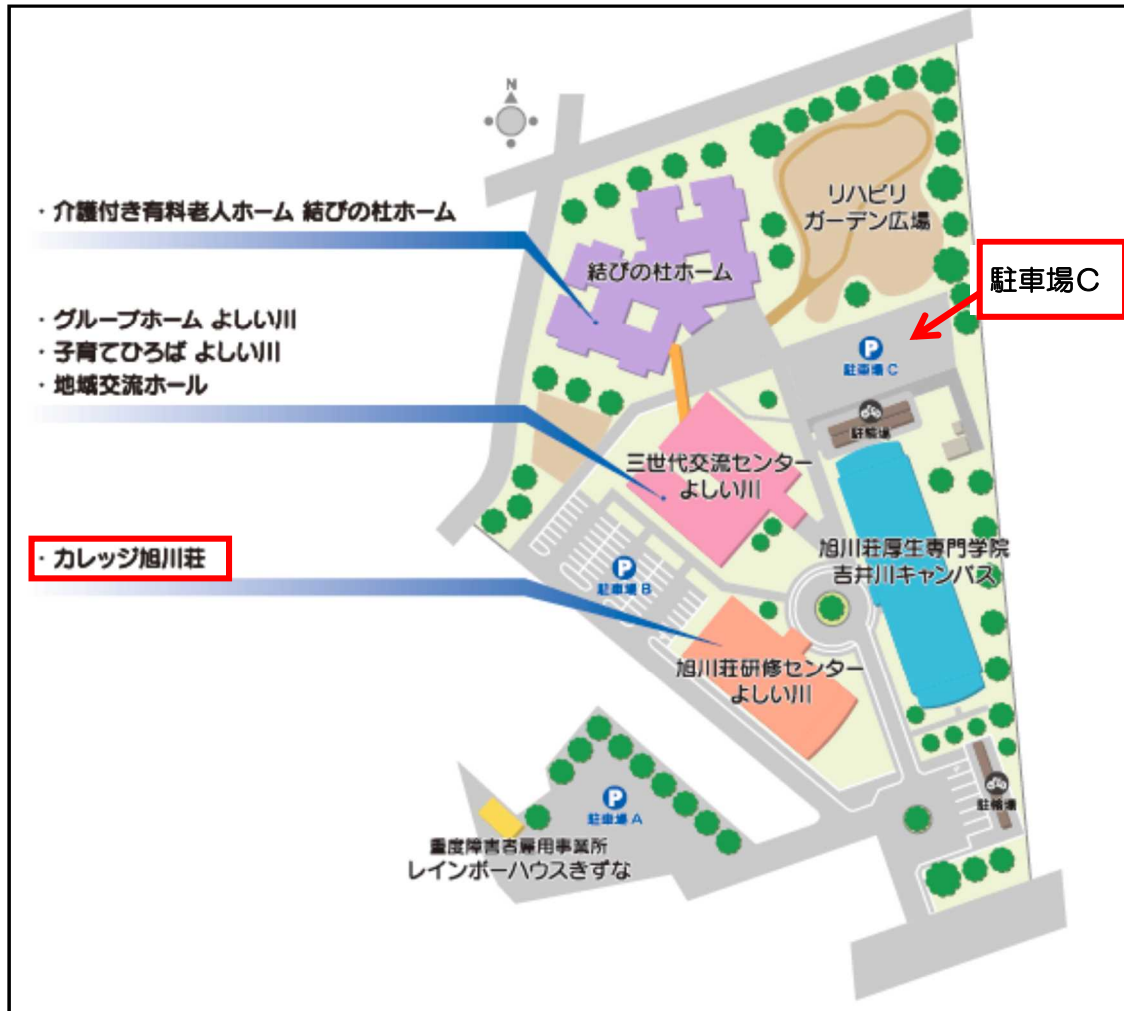 N
・介護付き有料老人ホーム 結びの杜ホーム
・グループホーム よしい川
・子育てひろば よしい川
・地域交流ホール
・カレッジ旭川荘
リハビリ
ガーデン広場
結びの杜ホーム
駐車場C
P
駐車場 C
駐輪場
三世代交流センター
よしい川
旭川荘厚生専門学院
吉井川キャンパス
P
駐車場 B
旭川荘研修センター
よしい川
P
駐車場 A
駐輪場
重度障害者雇用事業所
レインボーハウスきずな